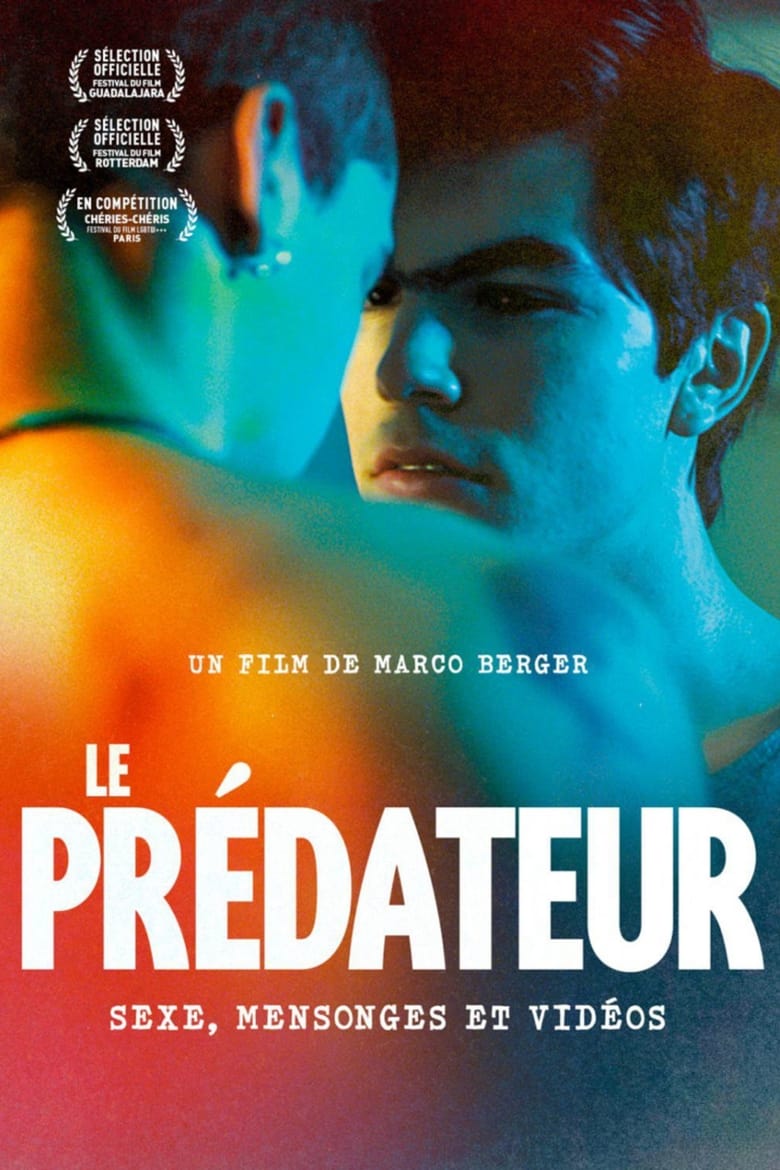 SÉLECTION
OFFICIELLE
FESTIVAL DU FILM
GUADALAJARA
SÉLECTION
OFFICIELLE
FESTIVAL DU FILM
ROTTERDAM
EN COMPÉTITION
CHÉRIES-CHÉRIS
FESTIVAL DU FILM LGBTQI+++
PARIS
UN FILM DE MARCO BERGER
LE
PRÉDATEUR
SEXE, MENSONGES ET VIDÉOS